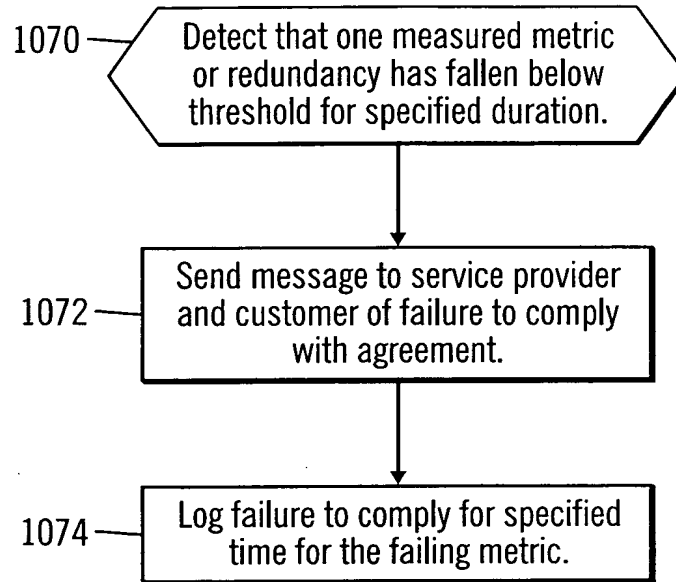 1070
Detect that one measured metric
or redundancy has fallen below
threshold for specified duration.
1072
Send message to service provider
and customer of failure to comply
with agreement.
1074
Log failure to comply for specified
time for the failing metric.